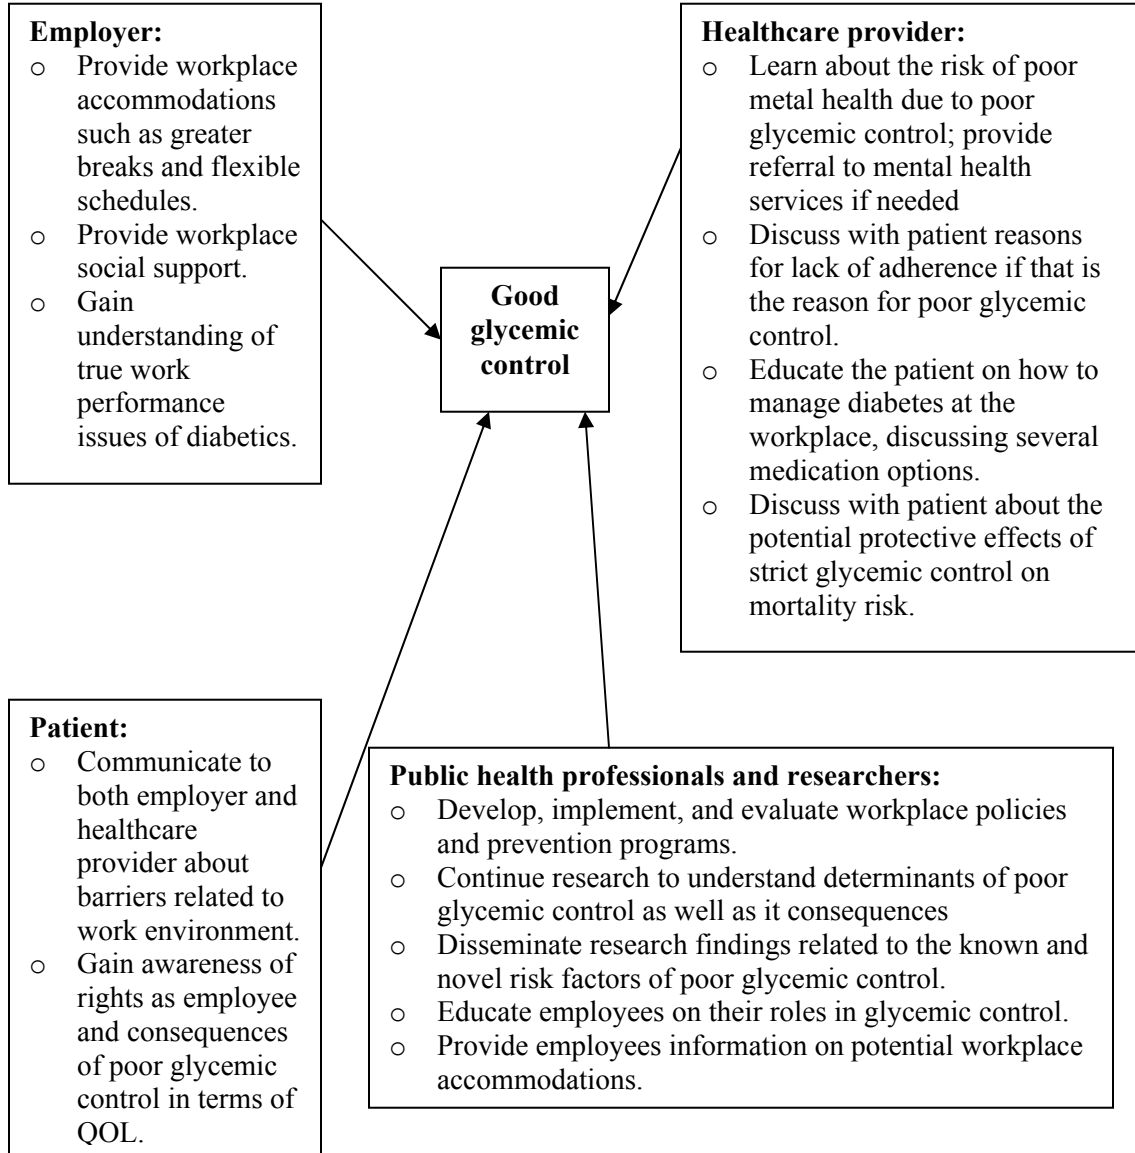 Employer:
o Provide workplace
accommodations
such as greater
breaks and flexible
schedules.
o Provide workplace
social support.
o Gain
understanding of
true work
performance
issues of diabetics.
Healthcare provider:
o Learn about the risk of poor
metal health due to poor
glycemic control; provide
referral to mental health
services if needed
o Discuss with patient reasons
for lack of adherence if that is
the reason for poor glycemic
control.
o Educate the patient on how to
manage diabetes at the
workplace, discussing several
medication options.
o Discuss with patient about the
potential protective effects of
strict glycemic control on
mortality risk.
Good
glycemic
control
Patient:
o Communicate to
both employer and
healthcare
provider about
barriers related to
work environment.
o Gain awareness of
rights as employee
and consequences
of poor glycemic
control in terms of
QOL.
Public health professionals and researchers:
o Develop, implement, and evaluate workplace policies
and prevention programs.
o Continue research to understand determinants of poor
glycemic control as well as it consequences
o Disseminate research findings related to the known and
novel risk factors of poor glycemic control.
o Educate employees on their roles in glycemic control.
o Provide employees information on potential workplace
accommodations.